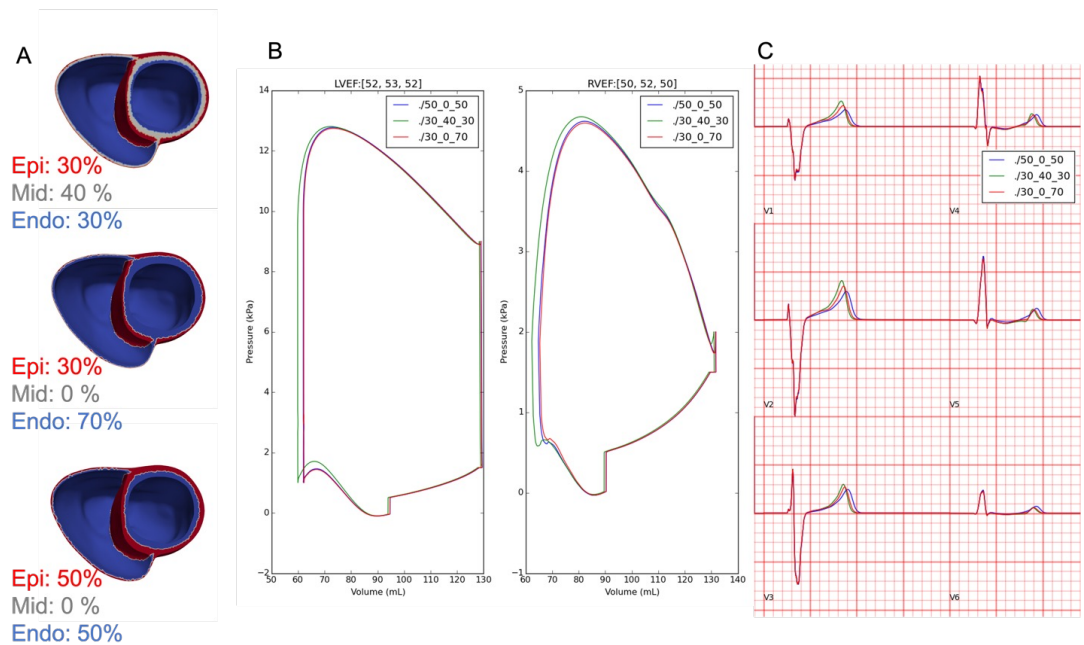 A
Epi: 30%
Mid: 40 %
Endo: 30%
Epi: 30%
Mid: 0 %
Endo: 70%
Epi: 50%
Mid: 0 %
Endo: 50%
B
LVEF:[52, 53, 52]
./50_0_50
./30_40_30
./30_0_70
14
12
10
8
6
4
2
0
−2
Pressure (kPa)
50 60 70 80 90 100 110 120 130
Volume (mL)
RVEF:[50, 52, 50]
./50_0_50
./30_40_30
./30_0_70
5
4
3
2
1
0
−1
Pressure (kPa)
60 70 80 90 100 110 120 130 140
Volume (mL)
C
./50_0_50
./30_40_30
./30_0_70
V1 V4
V2 V5
V3 V6